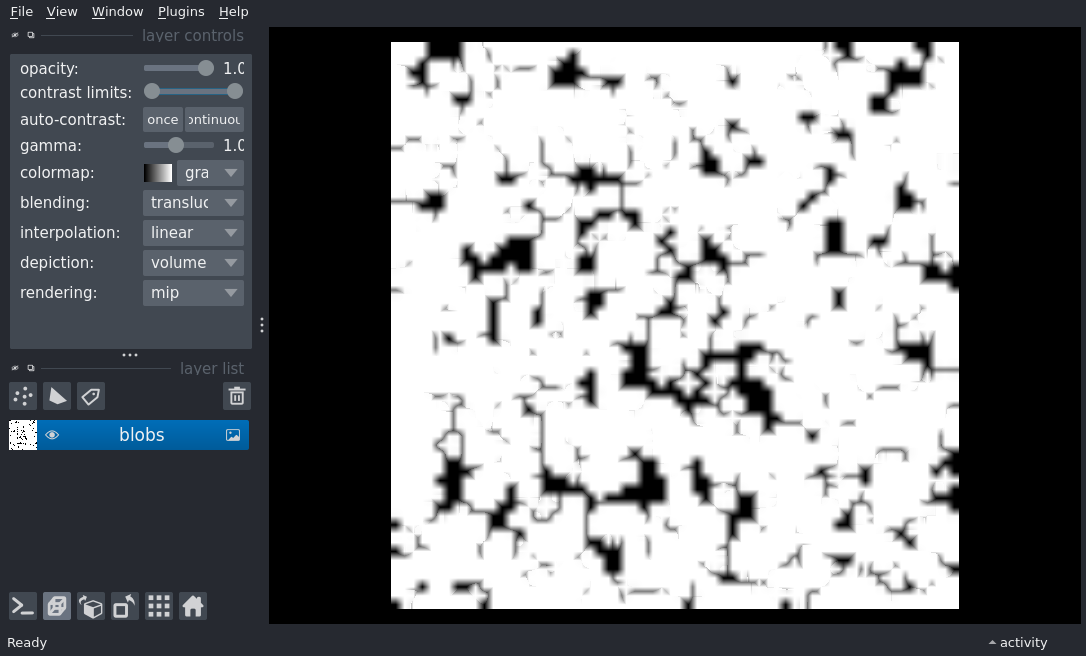 File View Window Plugins Help
layer controls
opacity: 1.0
contrast limits:
auto-contrast: once ontinuou
gamma: 1.0
colormap: gra
blending: transluc
interpolation: linear
depiction: volume
rendering: mip
layer list
blobs
Ready
activity